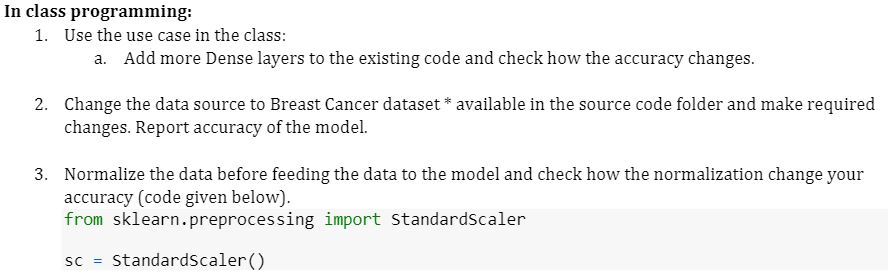 In class programming:
1. Use the use case in the class:
a. Add more Dense layers to the existing code and check how the accuracy changes.
2. Change the data source to Breast Cancer dataset * available in the source code folder and make required
changes. Report accuracy of the model.
3. Normalize the data before feeding the data to the model and check how the normalization change your
accuracy (code given below).
from sklearn.preprocessing import StandardScaler
sc = StandardScaler()